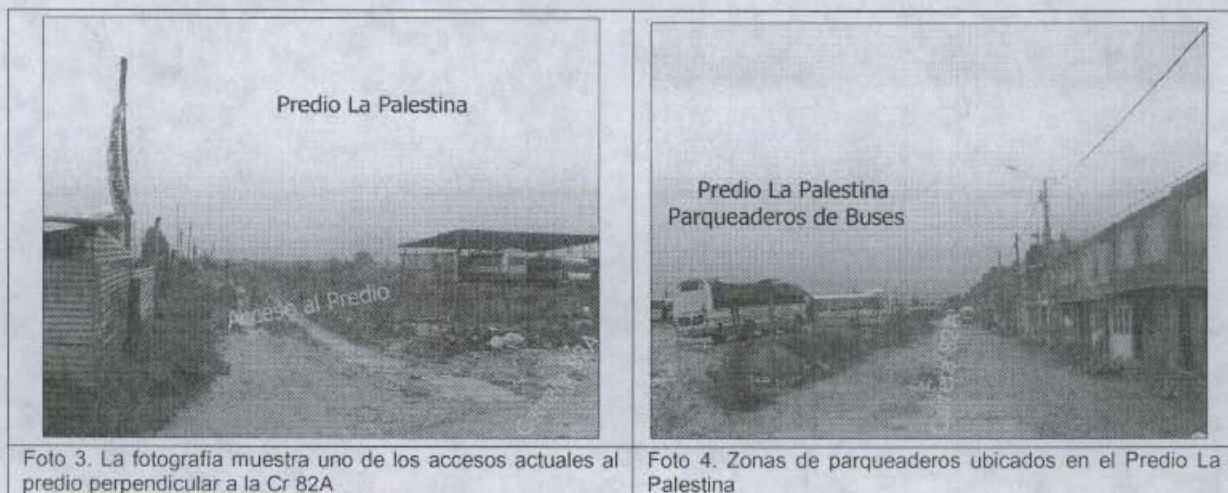 Predio La Palestina
Acceso al Predio
Foto 3. La fotografía muestra uno de los accesos actuales al
predio perpendicular a la Cr 82A
Predio La Palestina
Parqueaderos de Buses
Foto 4. Zonas de parqueaderos ubicados en el Predio La
Palestina